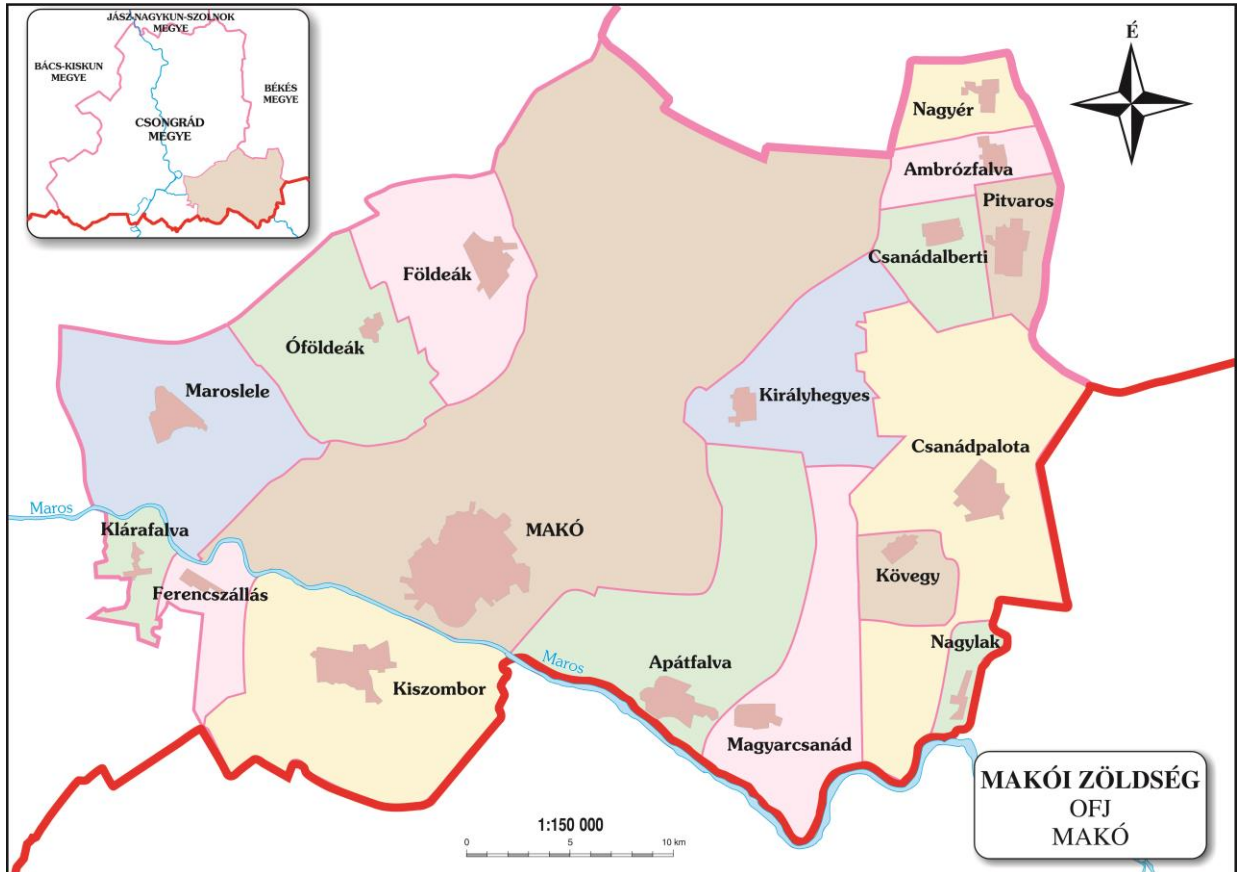 JÁSZ-NAGYKUN-SZOLNOK
MEGYE
BÁCS-KISKUN
MEGYE
BÉKÉS
MEGYE
CSONGRÁD
MEGYE
É
Nagyér
Ambrózfalva
Pitvaros
Csanádalberti
Földeák
Óföldeák
Maroslele
Királyhegyes
Csanádpalota
Maros
Klárafalva
MAKÓ
Kövegy
Ferencszállás
Nagylak
Maros
Apátfalva
Kiszombor
Magyarcsanád
MAKÓI ZÖLDSÉG
OFJ
MAKÓ
1:150 000
0 5 10 km